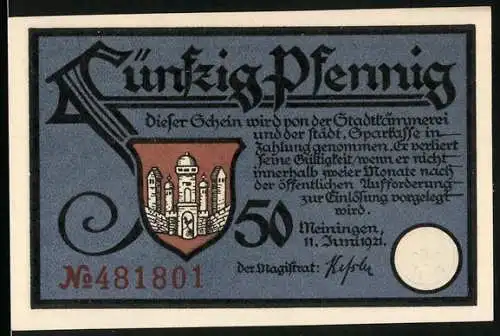 Fünfzig Pfennig
Dieser Schein wird von der Stadtkämmerei
und der städt. Sparkasse in
Zahlung genommen. Er verliert
seine Gültigkeit, wenn er nicht
innerhalb zweier Monate nach
der öffentlichen Aufforderung
zur Einlösung vorgelegt
wird.
50
Meiningen,
11. Juni 1921.
der Magistrat: Keßler
№481801